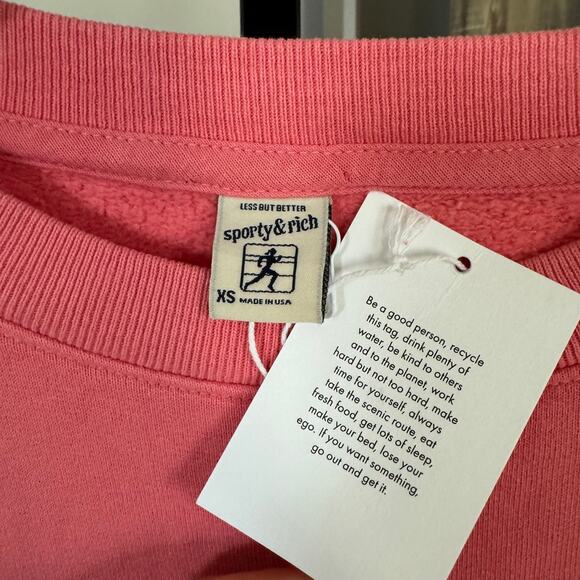 LESS BUT BETTER
sporty & rich
XS MADE IN USA
Be a good person, recycle
this tag, drink plenty of
water, be kind to others
and to the planet, work
hard but not too hard, make
time for yourself, always
take the scenic route, eat
fresh food, get lots of sleep,
make your bed, lose your
ego. If you want something,
go out and get it.